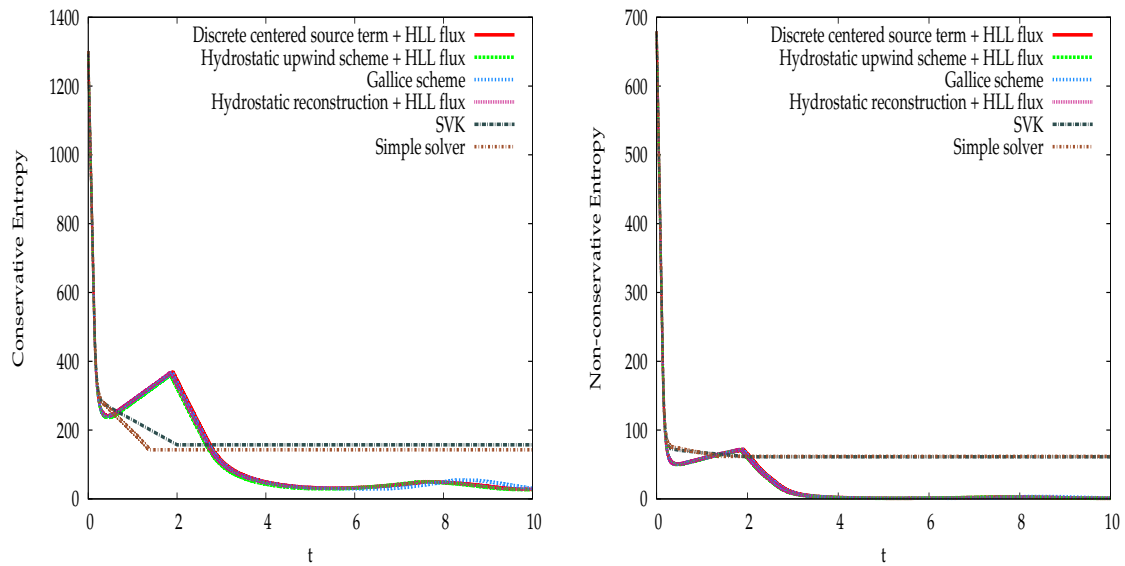 1400
1200
1000
800
600
400
200
0
0 2 4 6 8 10
t
Conservative Entropy
Discrete centered source term + HLL flux
Hydrostatic upwind scheme + HLL flux
Gallice scheme
Hydrostatic reconstruction + HLL flux
SVK
Simple solver
700
600
500
400
300
200
100
0
0 2 4 6 8 10
t
Non-conservative Entropy
Discrete centered source term + HLL flux
Hydrostatic upwind scheme + HLL flux
Gallice scheme
Hydrostatic reconstruction + HLL flux
SVK
Simple solver